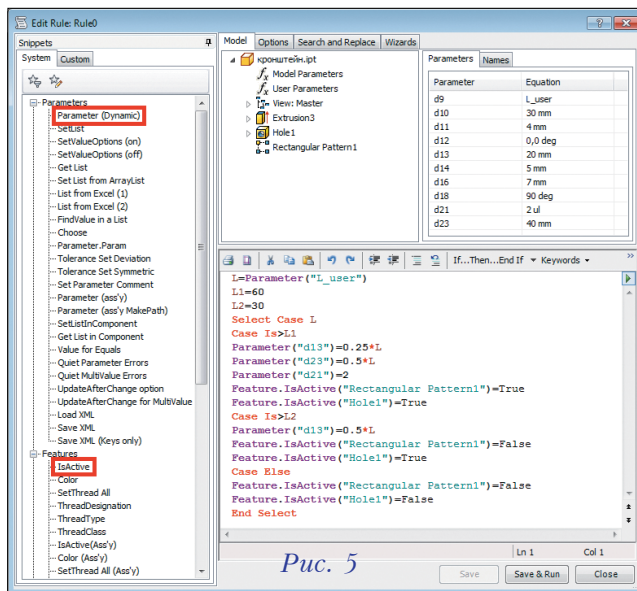 Edit Rule: Rule0
Snippets
System Custom
Parameters
Parameter (Dynamic)
SetList
SetValueOptions (on)
SetValueOptions (off)
Get List
Set List from ArrayList
List from Excel (1)
List from Excel (2)
FindValue in a List
Choose
Parameter.Param
Tolerance Set Deviation
Tolerance Set Symmetric
Set Parameter Comment
Parameter (ass'y)
Parameter (ass'y MakePath)
SetListInComponent
Get List in Component
Value for Equals
Quiet Parameter Errors
Quiet MultiValue Errors
UpdateAfterChange option
UpdateAfterChange for MultiValue
Load XML
Save XML
Save XML (Keys only)
Features
IsActive
Color
SetThread All
ThreadDesignation
ThreadType
ThreadClass
IsActive(Ass'y)
Color (Ass'y)
SetThread All (Ass'y)
Model Options Search and Replace Wizards
кронштейн.ipt
Model Parameters
User Parameters
View: Master
Extrusion3
Hole1
Rectangular Pattern1
Parameters Names
Parameter Equation
d9 L_user
d10 30 mm
d11 4 mm
d12 0,0 deg
d13 20 mm
d14 5 mm
d16 7 mm
d18 90 deg
d21 2 ul
d23 40 mm
If...Then...End If Keywords
L=Parameter("L_user")
L1=60
L2=30
Select Case L
Case Is>L1
Parameter("d13")=0.25*L
Parameter("d23")=0.5*L
Parameter("d21")=2
Feature.IsActive("Rectangular Pattern1")=True
Feature.IsActive("Hole1")=True
Case Is>L2
Parameter("d13")=0.5*L
Feature.IsActive("Rectangular Pattern1")=False
Feature.IsActive("Hole1")=True
Case Else
Feature.IsActive("Rectangular Pattern1")=False
Feature.IsActive("Hole1")=False
End Select
Ln 1 Col 1
Рис. 5
Save Save & Run Close